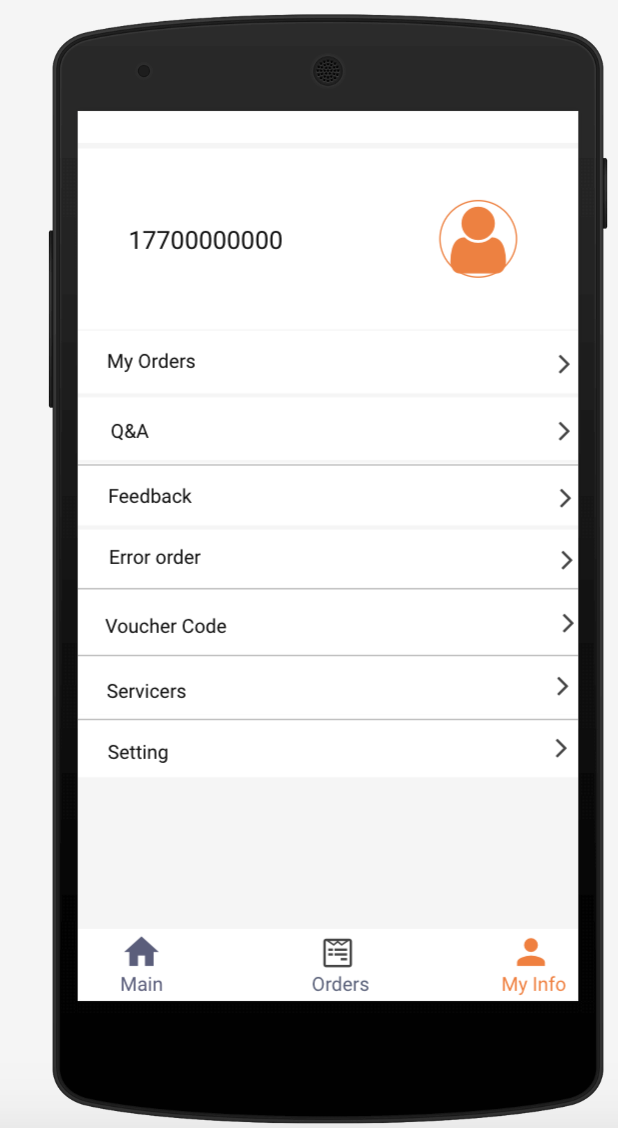 17700000000
My Orders
Q&A
Feedback
Error order
Voucher Code
Servicers
Setting
Main
Orders
My Info